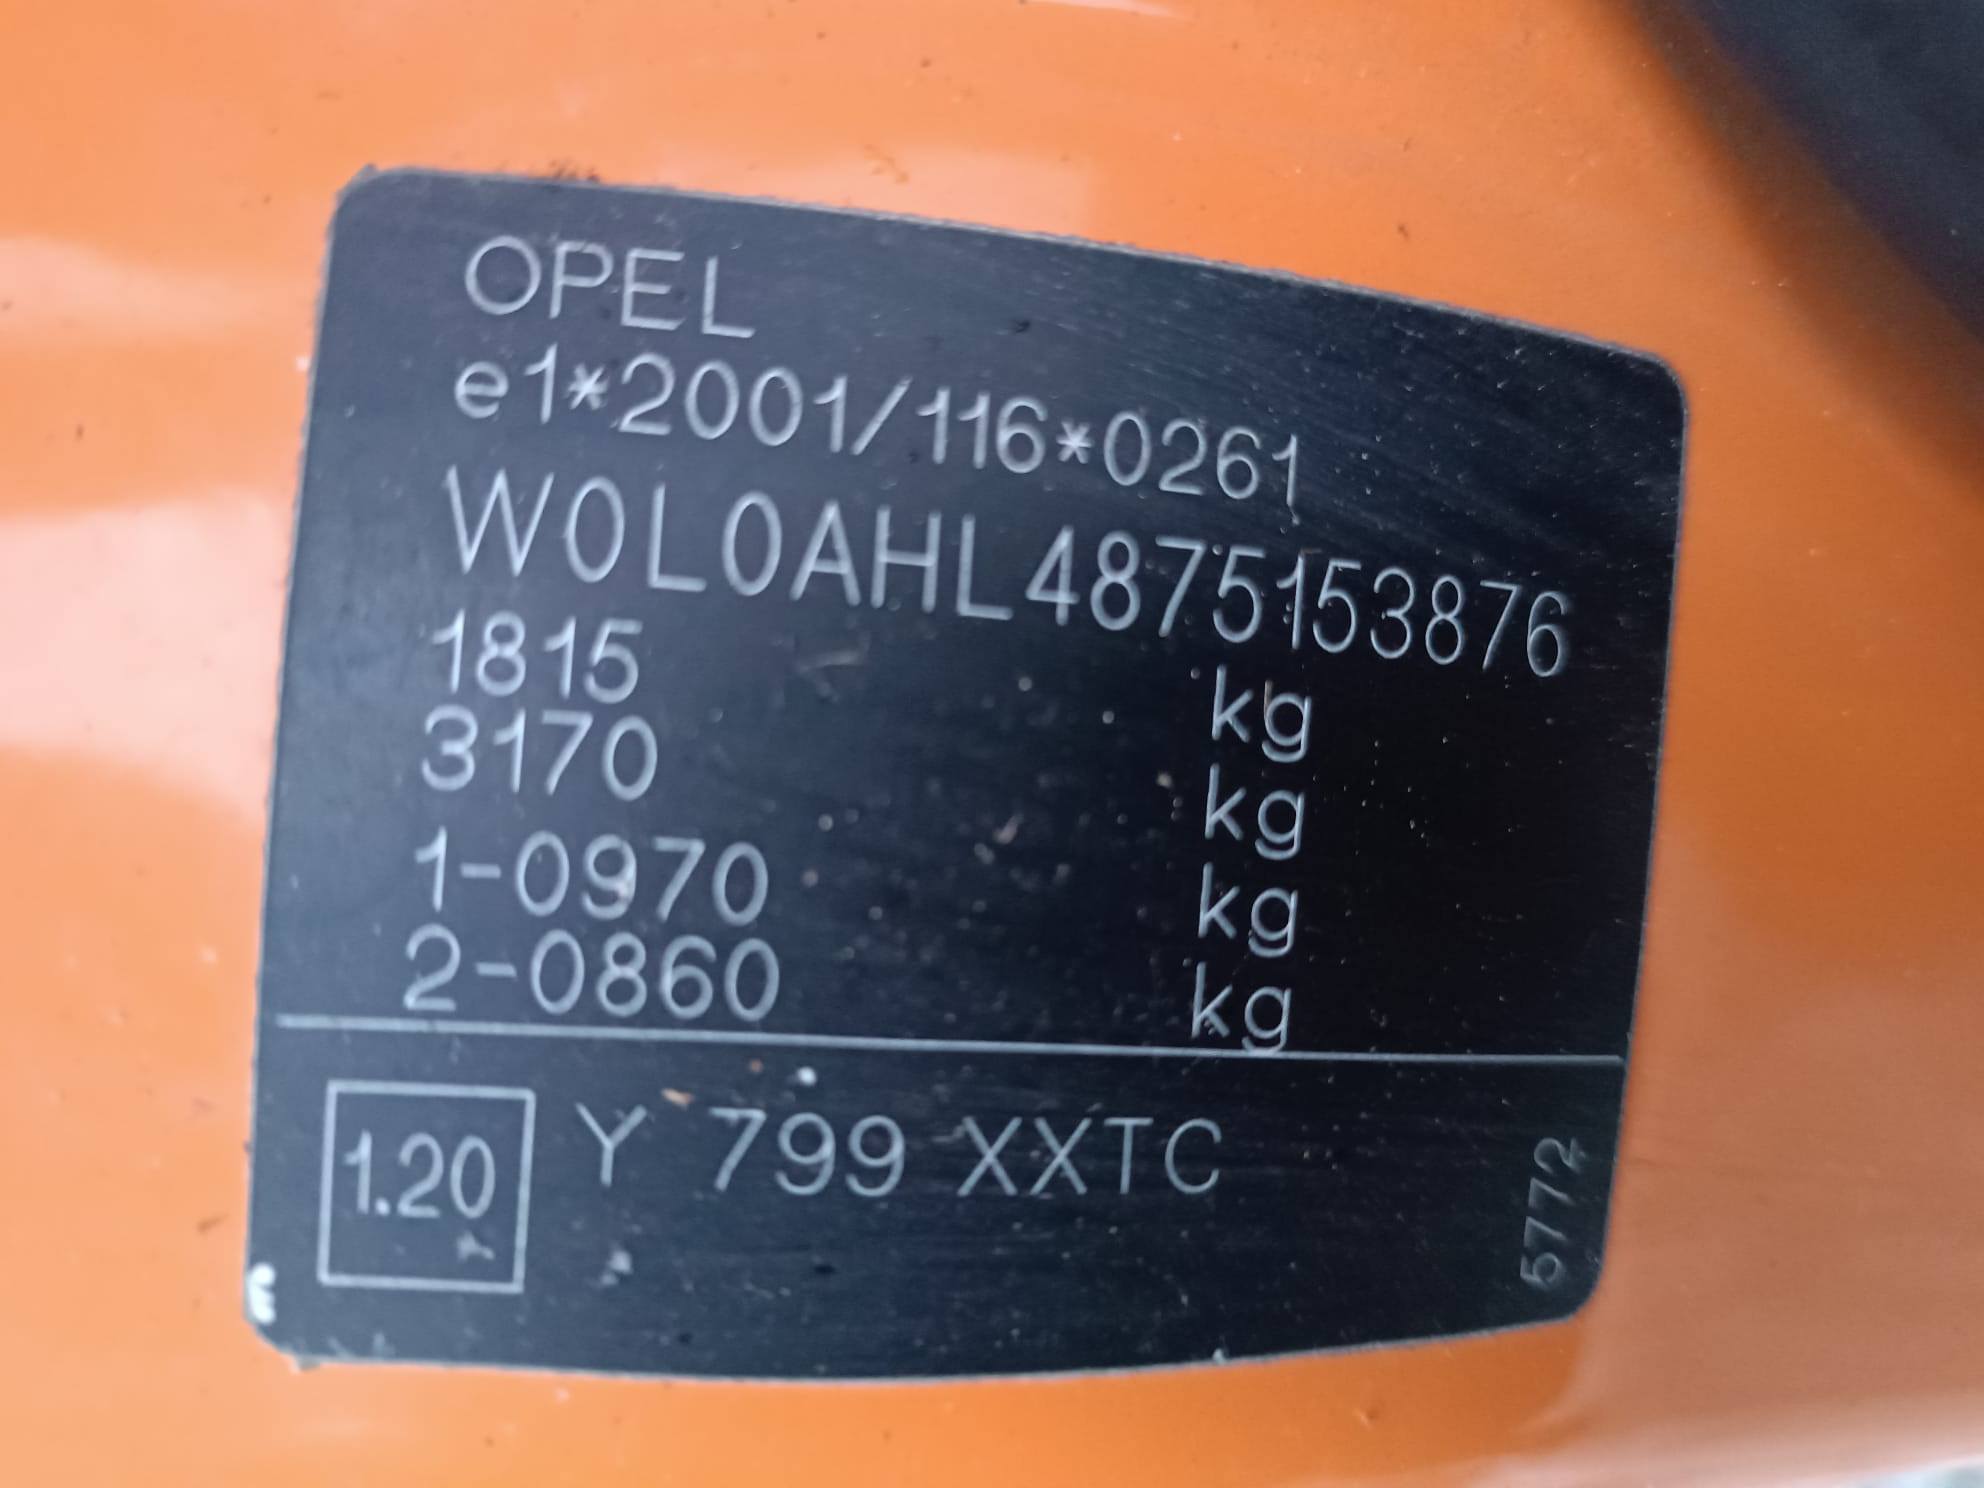 OPEL
e1*2001/116*0261
W0L0AHL4875153876
1815 kg
3170 kg
1-0970 kg
2-0860 kg
1.20 Y 799 XXTC
5772